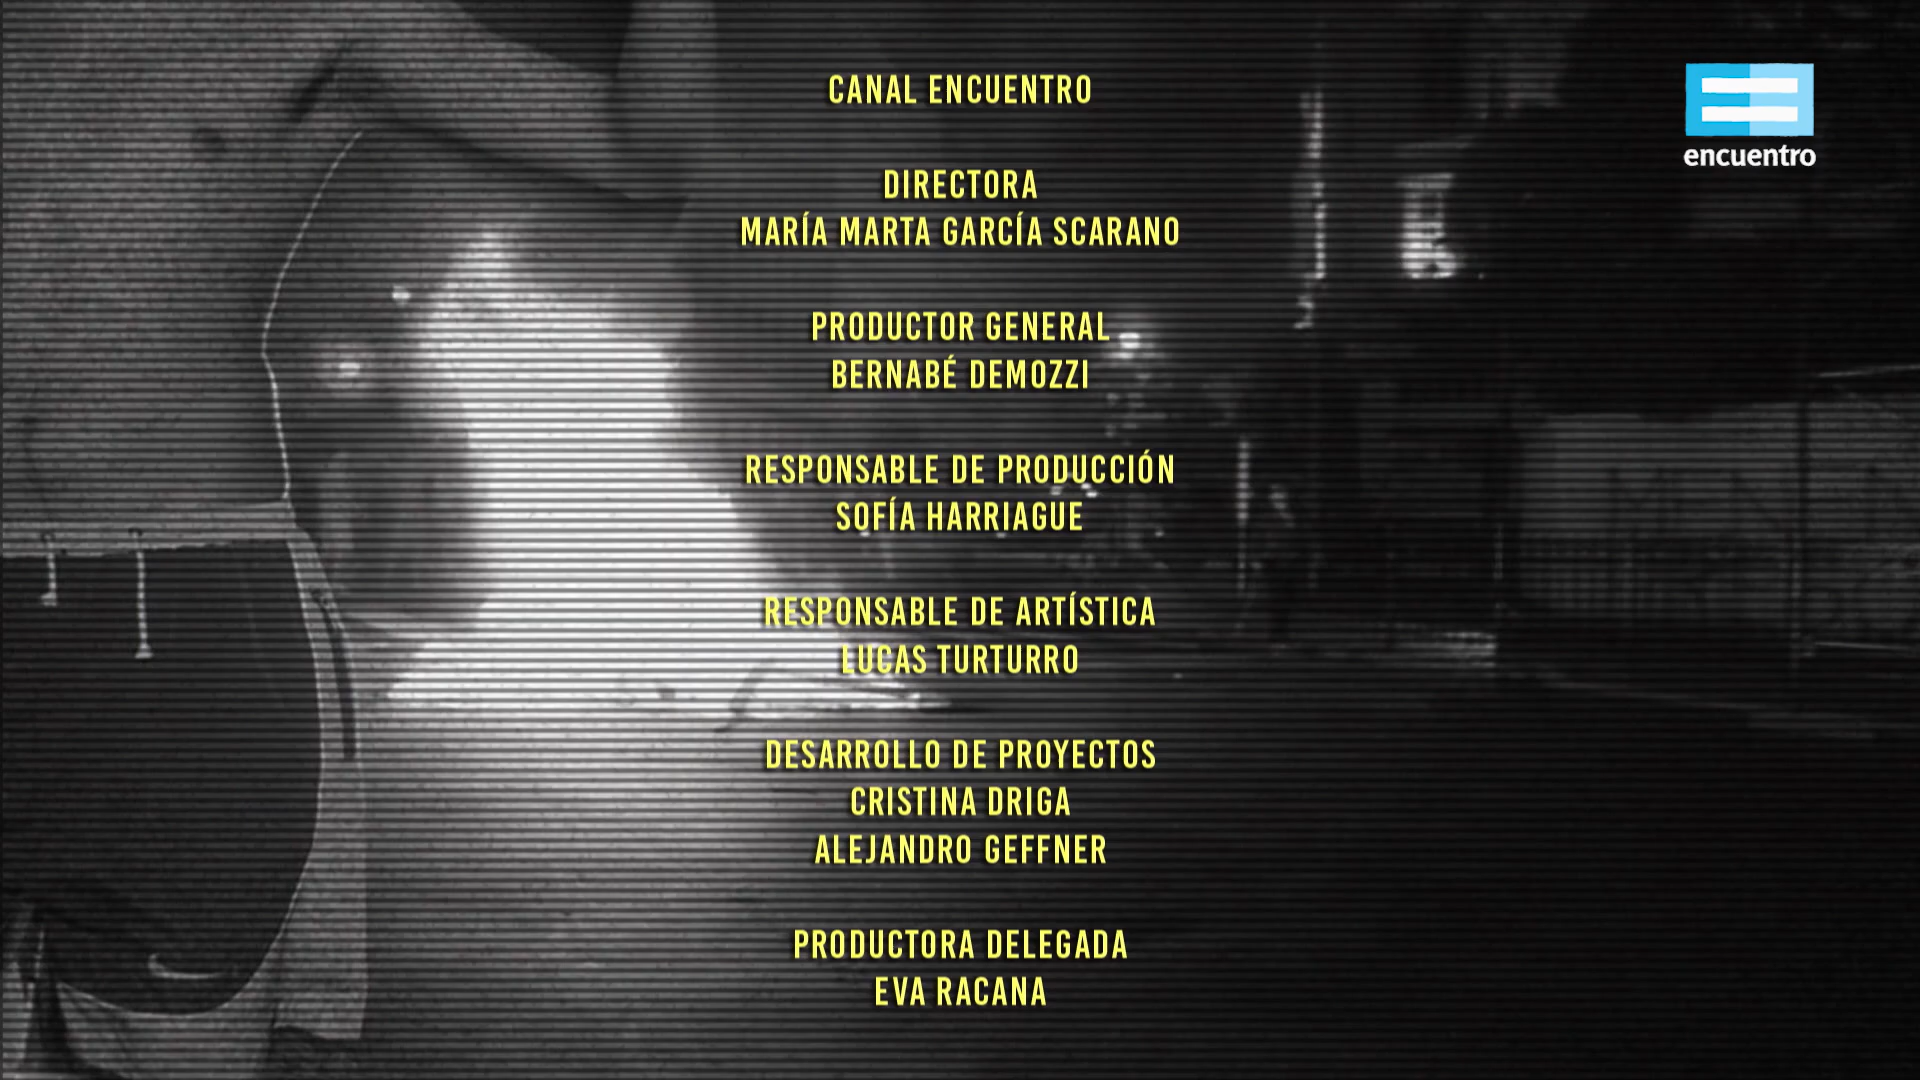 CANAL ENCUENTRO
encuentro
DIRECTORA
MARÍA MARTA GARCÍA SCARANO
PRODUCTOR GENERAL
BERNABÉ DEMOZZI
RESPONSABLE DE PRODUCCIÓN
SOFÍA HARRIAGUE
RESPONSABLE DE ARTÍSTICA
LUCAS TURTURRO
DESARROLLO DE PROYECTOS
CRISTINA DRIGA
ALEJANDRO GEFFNER
PRODUCTORA DELEGADA
EVA RACANA